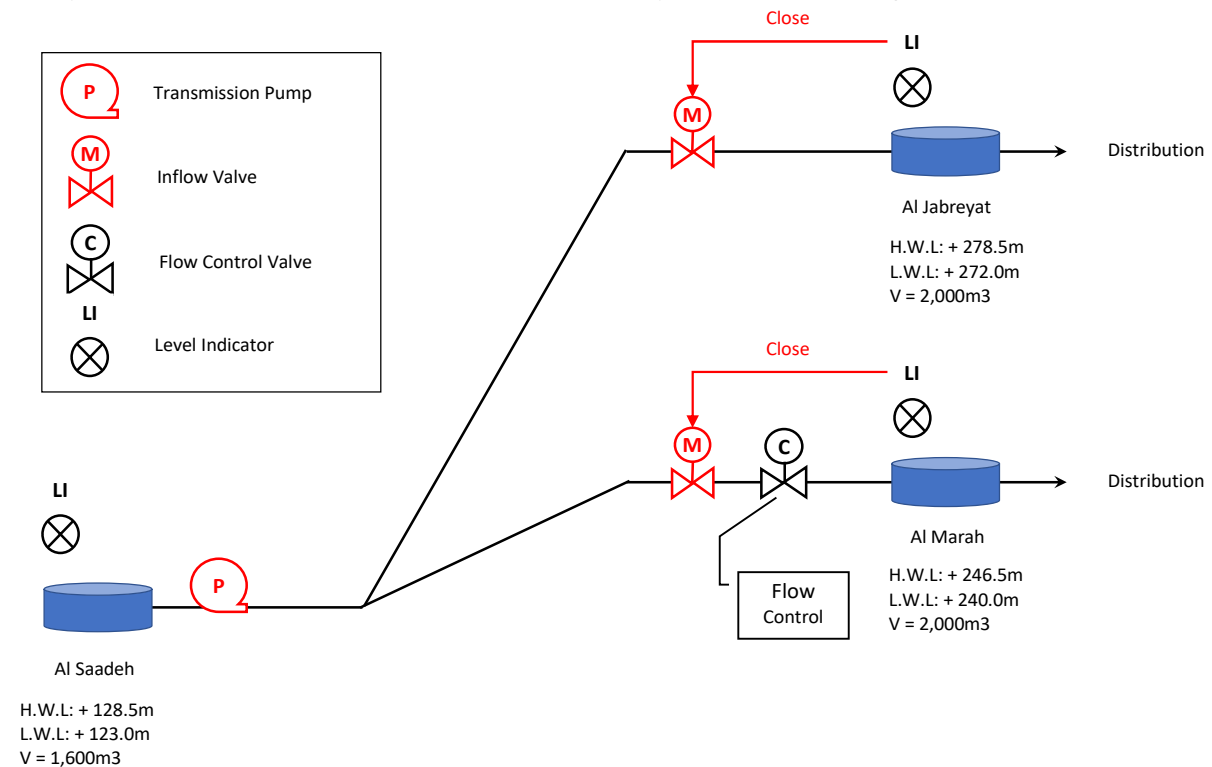 Close
LI
P
Transmission Pump
M
M
Inflow Valve
Distribution
Al Jabreyat
C
Flow Control Valve
H.W.L: + 278.5m
L.W.L: + 272.0m
V = 2,000m3
LI
Level Indicator
Close
LI
M
C
Distribution
LI
Al Marah
H.W.L: + 246.5m
L.W.L: + 240.0m
V = 2,000m3
Flow
Control
P
Al Saadeh
H.W.L: + 128.5m
L.W.L: + 123.0m
V = 1,600m3